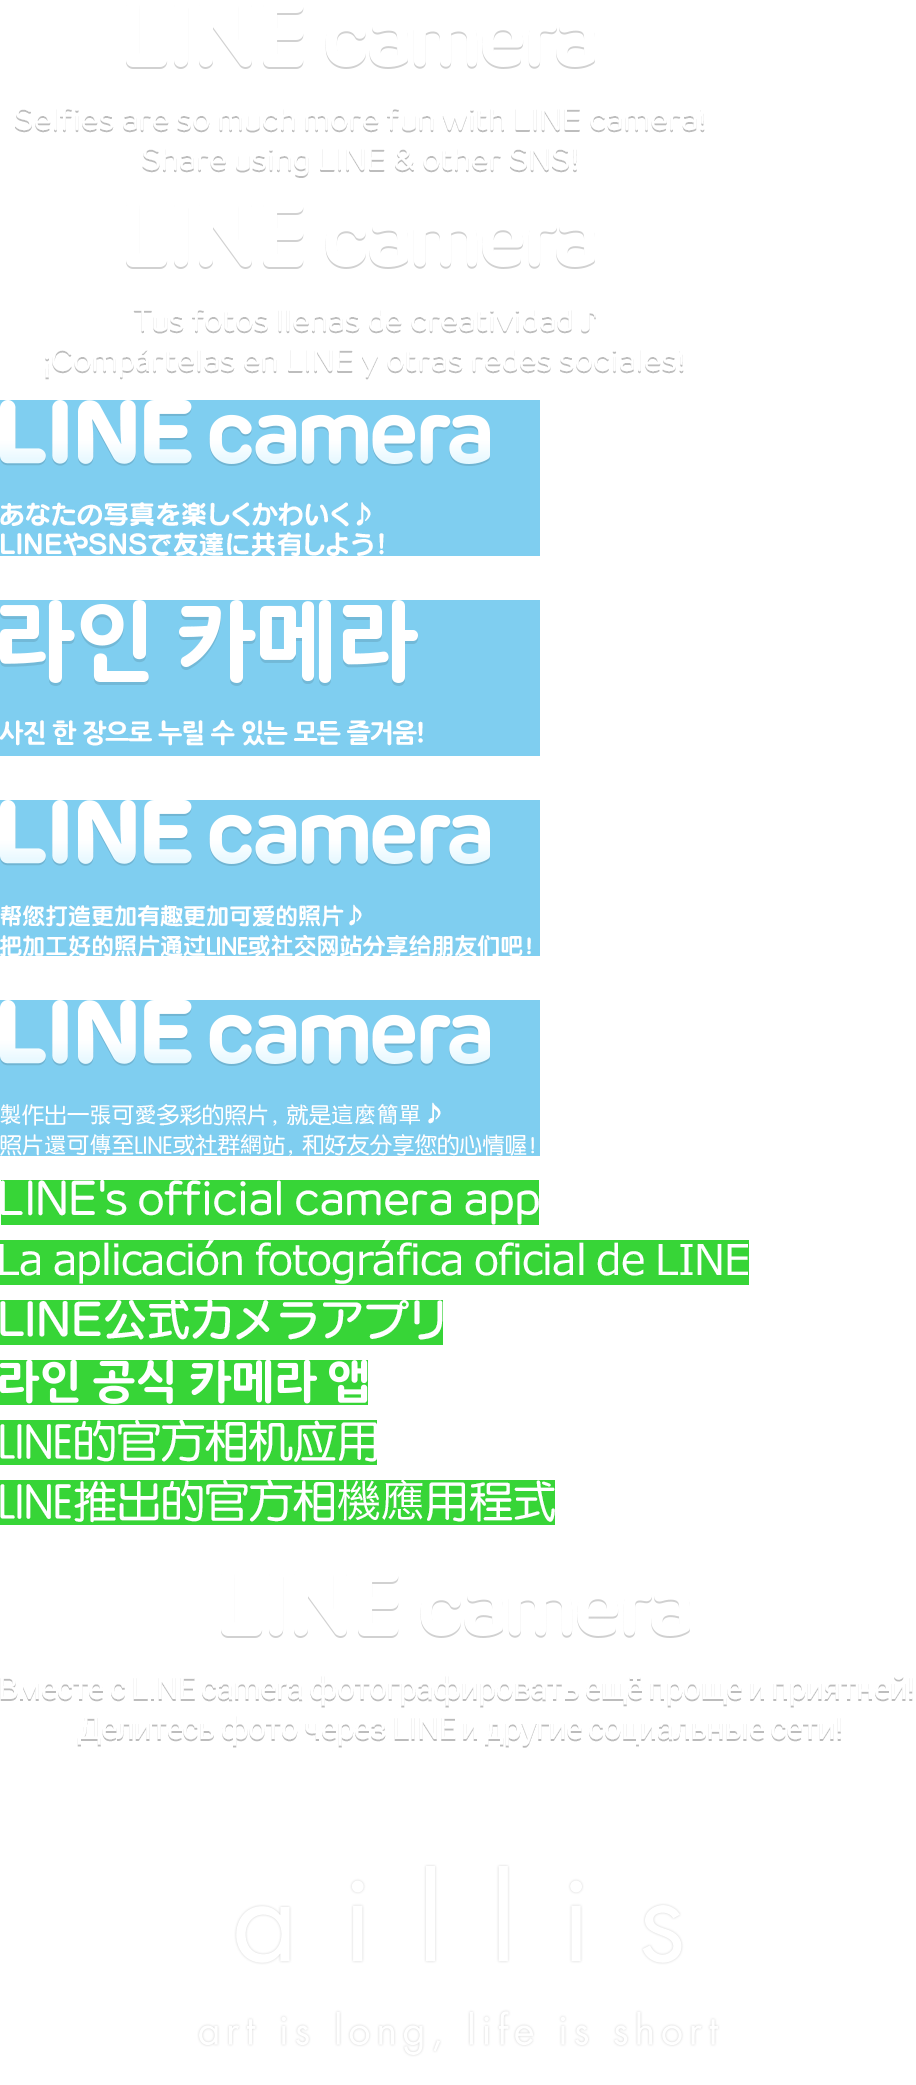 LINE camera
Selfies are so much more fun with LINE camera!
Share using LINE & other SNS!
LINE camera
Tus fotos llenas de creatividad ♪
¡Compártelas en LINE y otras redes sociales!
LINE camera
あなたの写真を楽しくかわいく♪
LINEやSNSで友達に共有しよう!
라인 카메라
사진 한 장으로 누릴 수 있는 모든 즐거움!
LINE camera
帮您打造更加有趣更加可爱的照片♪
把加工好的照片通过LINE或社交网站分享给朋友们吧!
LINE camera
製作出一張可愛多彩的照片, 就是這麼簡單♪
照片還可傳至LINE或社群網站, 和好友分享您的心情喔!
LINE's official camera app
La aplicación fotográfica oficial de LINE
LINE公式カメラアプリ
라인 공식 카메라 앱
LINE的官方相机应用
LINE推出的官方相機應用程式
LINE camera
Вместе с LINE camera фотографировать ещё проще и приятней!
Делитесь фото через LINE и другие социальные сети!
aillis
art is long, life is short